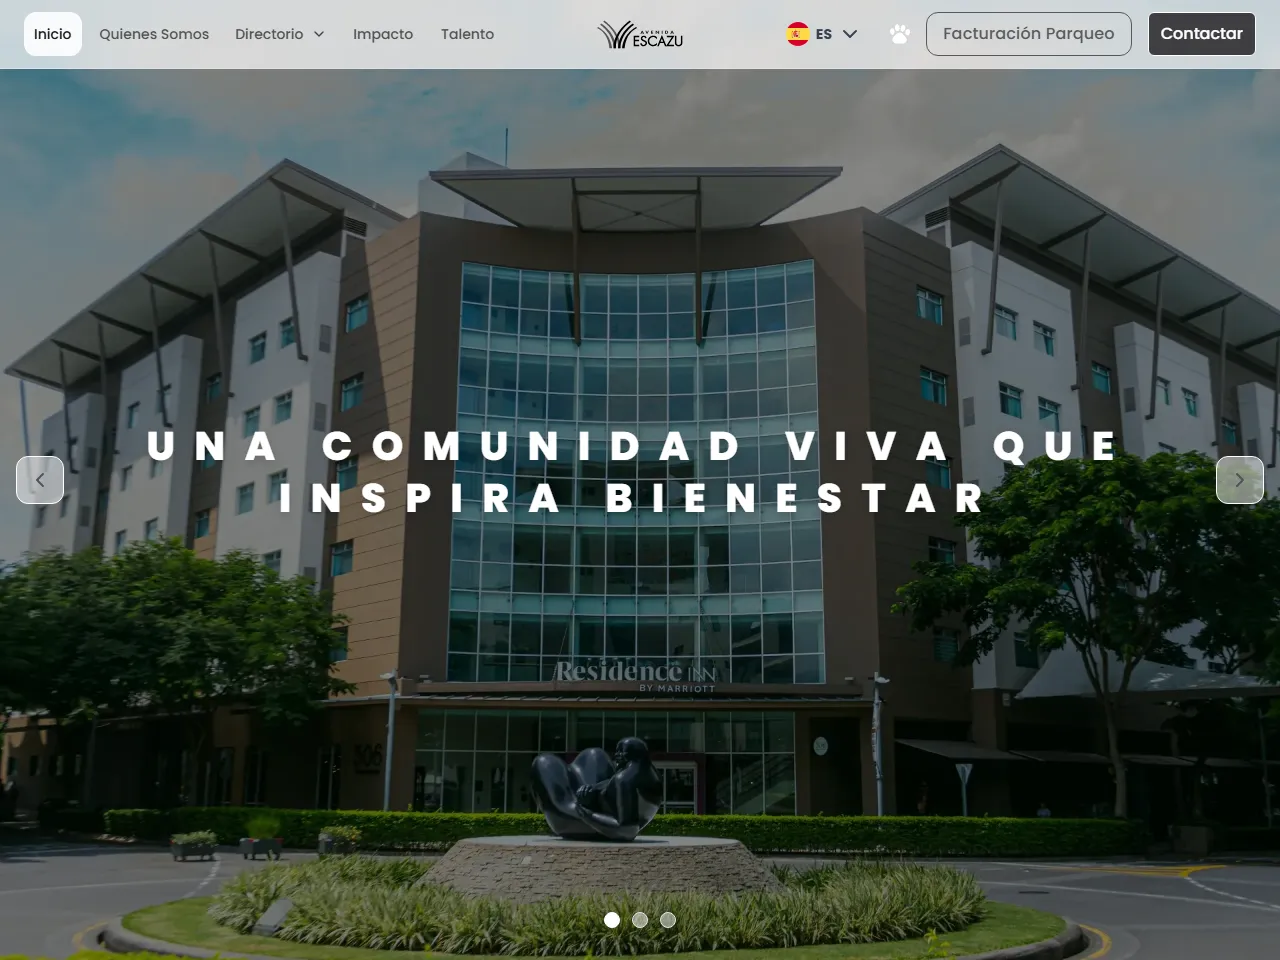 Inicio
Quienes Somos
Directorio
Impacto
Talento
AVENIDA
ESCAZU
ES
Facturación Parqueo
Contactar
UNA COMUNIDAD VIVA QUE
INSPIRA BIENESTAR
Residence INN
BY MARRIOTT
306